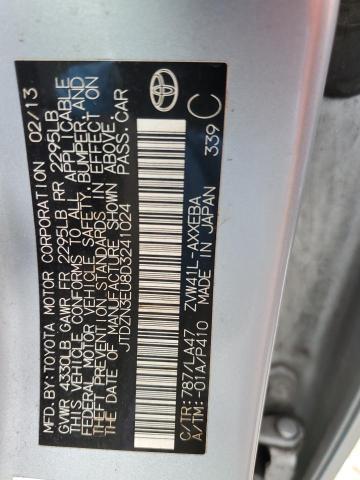 MFD.BY:TOYOTA MOTOR CORPORATION 02/13
GVWR 4330LB GAWR FR 2295LB RR 2295LB
THIS VEHICLE CONFORMS TO ALL APPLICABLE
FEDERAL MOTOR VEHICLE SAFETY, BUMPER, AND
THEFT PREVENTION STANDARDS IN EFFECT ON
THE DATE OF MANUFACTURE SHOWN ABOVE.
JTDZN3EU8D3241024 PASS.CAR
C/TR:787/LA47 ZVW41L-AXXEBA
A/TM:-01A/P410 MADE IN JAPAN 339 C